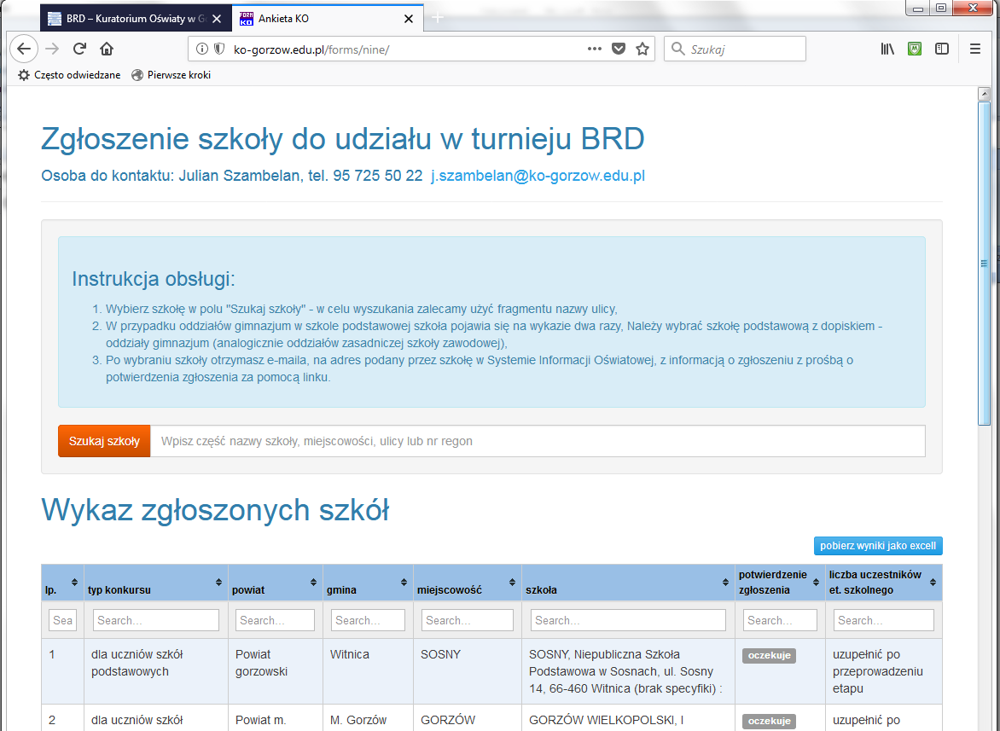 BRD – Kuratorium Oświaty w G
FORM KO Ankieta KO
ko-gorzow.edu.pl/forms/nine/
Szukaj
Często odwiedzane Pierwsze kroki
Zgłoszenie szkoły do udziału w turnieju BRD
Osoba do kontaktu: Julian Szambelan, tel. 95 725 50 22 j.szambelan@ko-gorzow.edu.pl
Instrukcja obsługi:
1. Wybierz szkołę w polu "Szukaj szkoły" - w celu wyszukania zalecamy użyć fragmentu nazwy ulicy,
2. W przypadku oddziałów gimnazjum w szkole podstawowej szkoła pojawia się na wykazie dwa razy, Należy wybrać szkołę podstawową z dopiskiem -
oddziały gimnazjum (analogicznie oddziałów zasadniczej szkoły zawodowej),
3. Po wybraniu szkoły otrzymasz e-maila, na adres podany przez szkołę w Systemie Informacji Oświatowej, z informacją o zgłoszeniu z prośbą o
potwierdzenia zgłoszenia za pomocą linku.
Szukaj szkoły Wpisz część nazwy szkoły, miejscowości, ulicy lub nr regon
Wykaz zgłoszonych szkół
pobierz wyniki jako excell
lp. typ konkursu powiat gmina miejscowość szkoła potwierdzenie zgłoszenia liczba uczestników et. szkolnego
Sea Search... Search... Search... Search... Search... Search... Search...
1 dla uczniów szkół Powiat Witnica SOSNY SOSNY, Niepubliczna Szkoła oczekuje uzupełnić po
podstawowych gorzowski Podstawowa w Sosnach, ul. Sosny przeprowadzeniu
14, 66-460 Witnica (brak specyfiki) : etapu
2 dla uczniów szkół Powiat m. M. Gorzów GORZÓW GORZÓW WIELKOPOLSKI, I oczekuje uzupełnić po